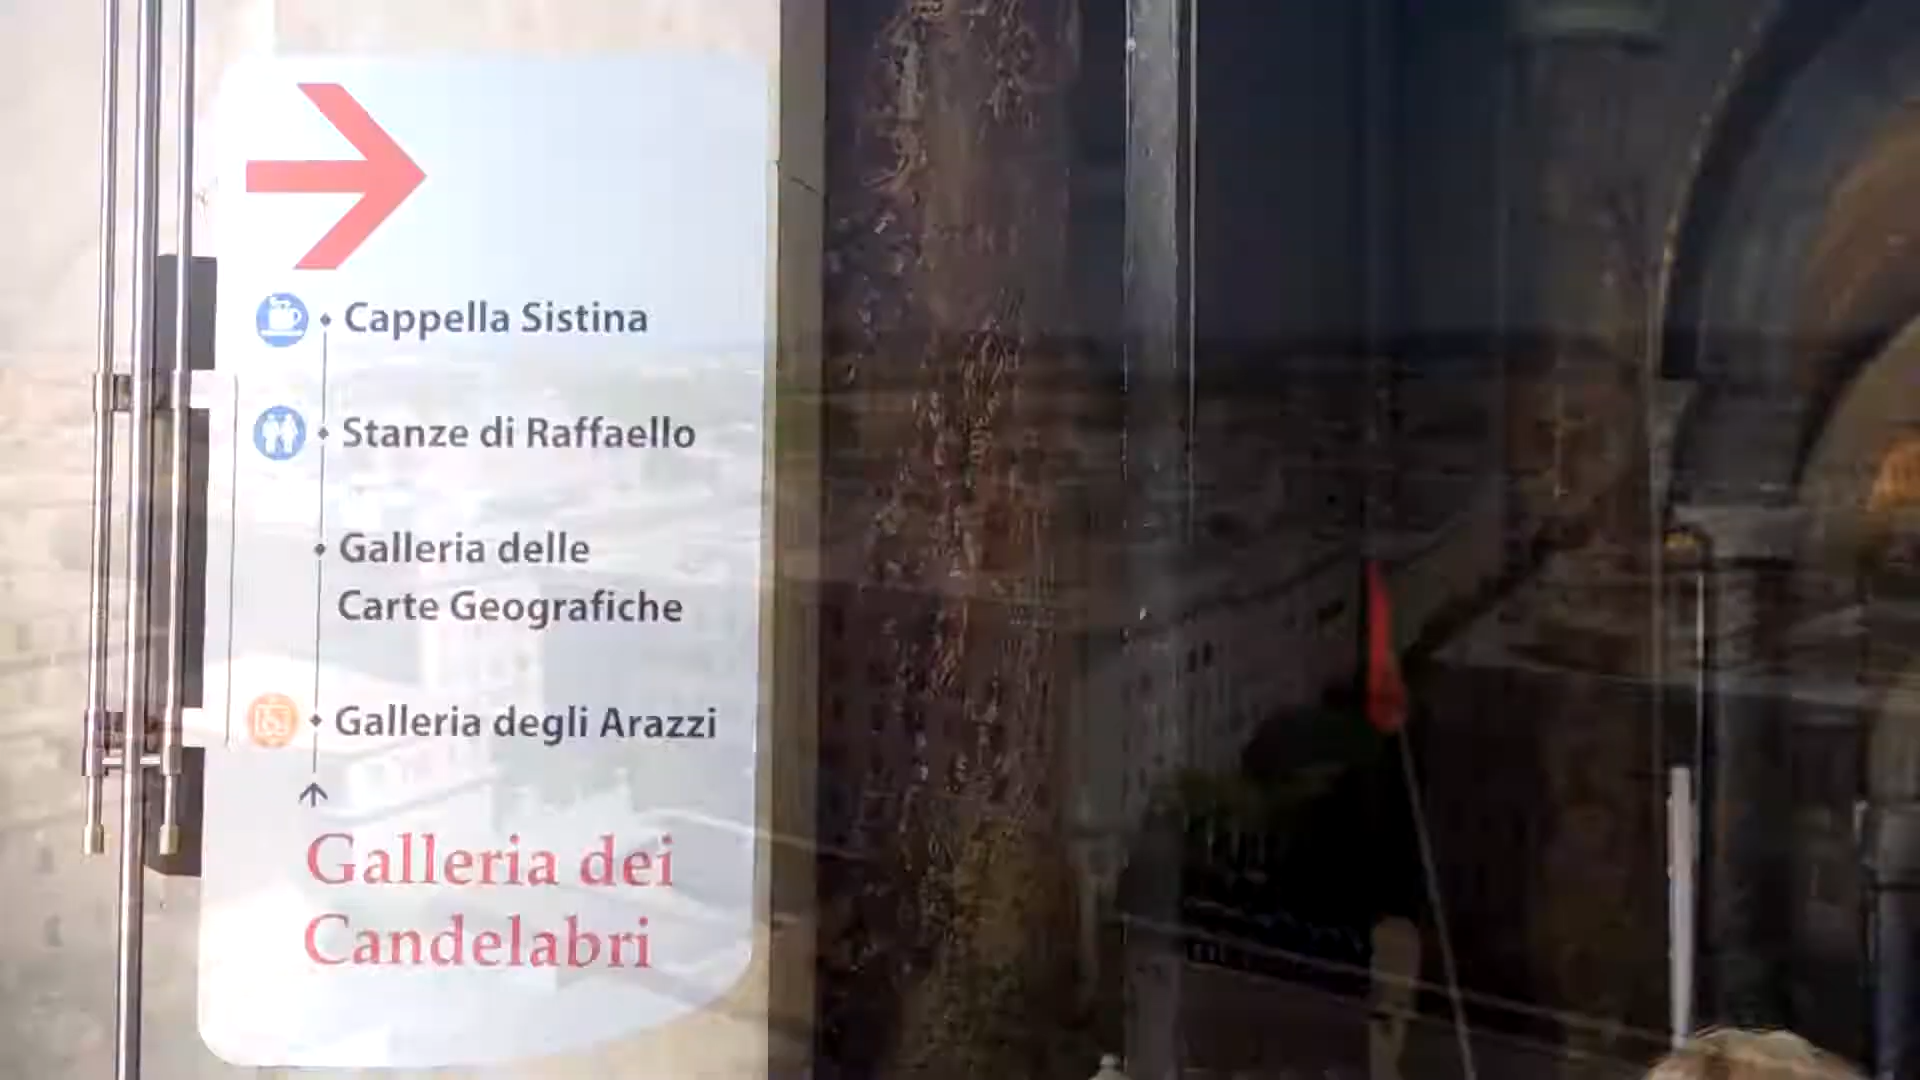 Cappella Sistina
Stanze di Raffaello
Galleria delle
Carte Geografiche
Galleria degli Arazzi
Galleria dei
Candelabri